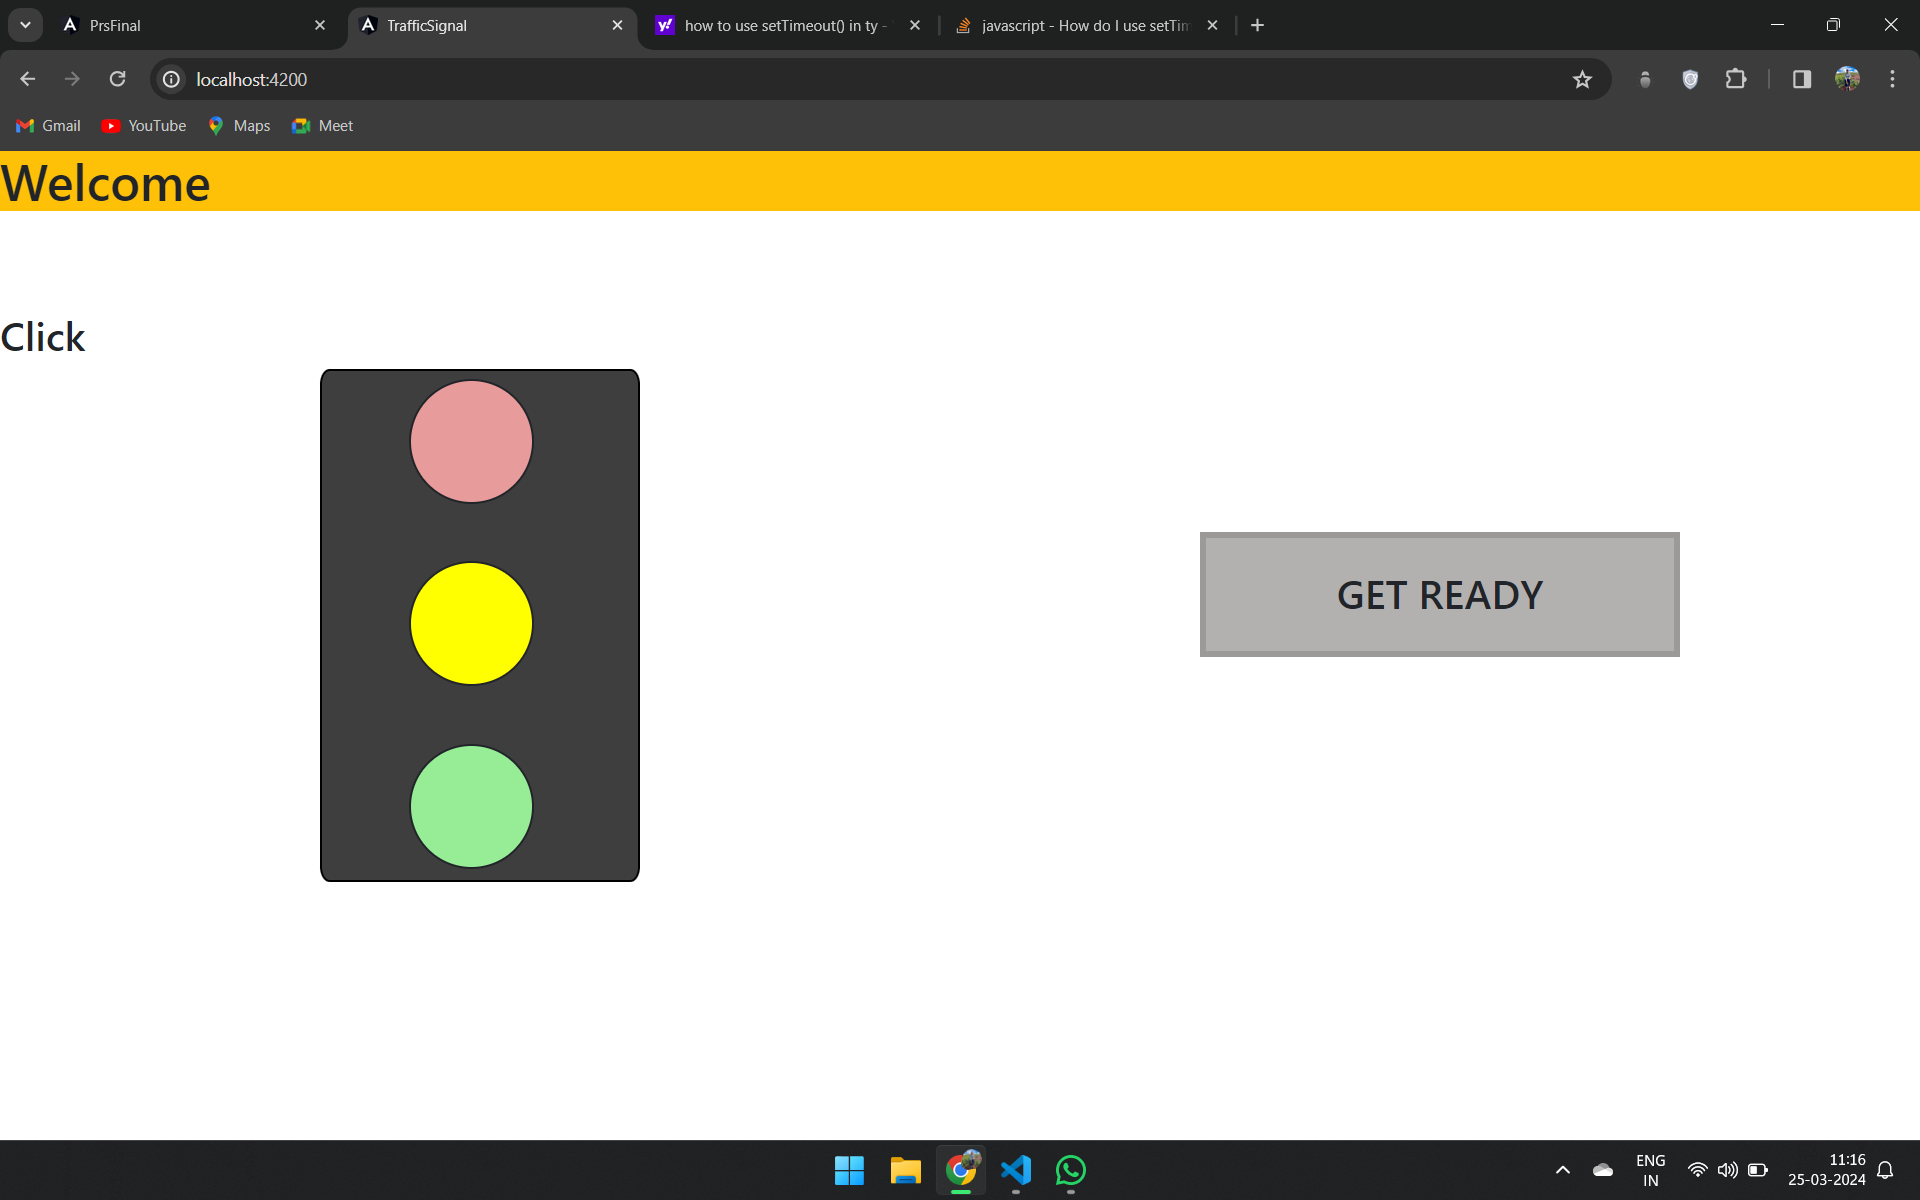 PrsFinal
TrafficSignal
how to use setTimeout() in ty -
javascript - How do I use setTim
localhost:4200
Gmail
YouTube
Maps
Meet
Welcome
Click
GET READY
ENG
IN
11:16
25-03-2024